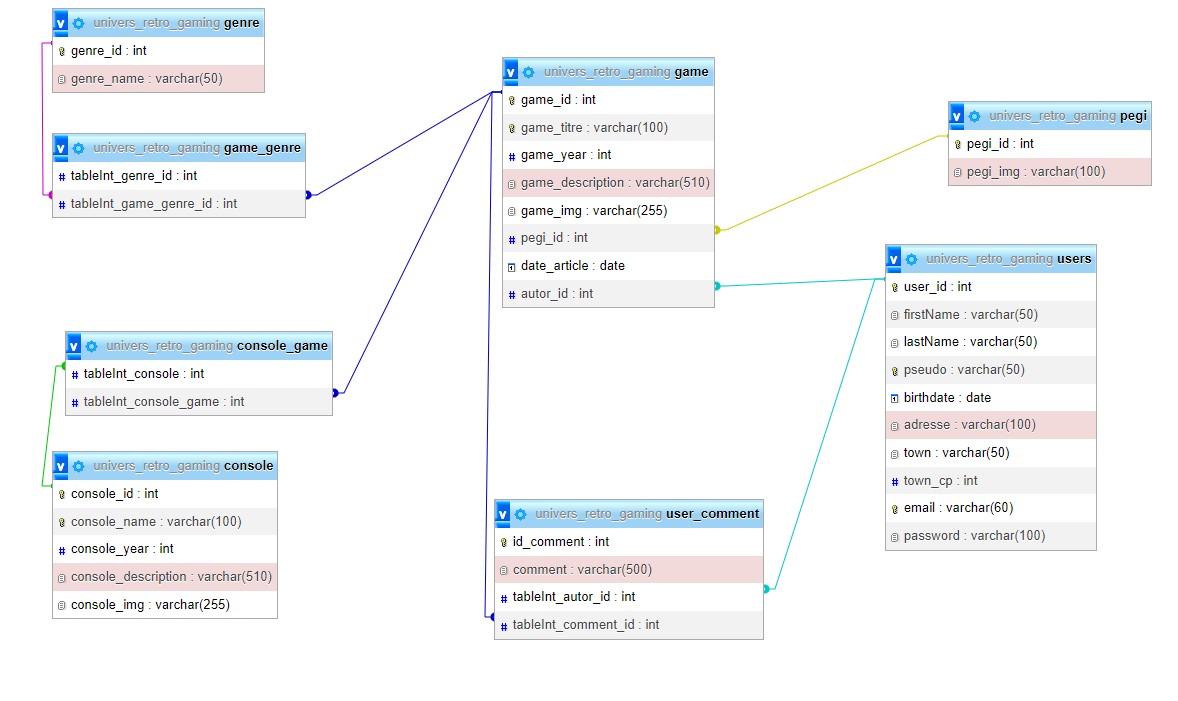 univers_retro_gaming genre
genre_id : int
genre_name : varchar(50)
univers_retro_gaming game_genre
tableInt_genre_id : int
tableInt_game_genre_id : int
univers_retro_gaming console_game
tableInt_console : int
tableInt_console_game : int
univers_retro_gaming console
console_id : int
console_name : varchar(100)
console_year : int
console_description : varchar(510)
console_img : varchar(255)
univers_retro_gaming game
game_id : int
game_titre : varchar(100)
game_year : int
game_description : varchar(510)
game_img : varchar(255)
pegi_id : int
date_article : date
autor_id : int
univers_retro_gaming user_comment
id_comment : int
comment : varchar(500)
tableInt_autor_id : int
tableInt_comment_id : int
univers_retro_gaming pegi
pegi_id : int
pegi_img : varchar(100)
univers_retro_gaming users
user_id : int
firstName : varchar(50)
lastName : varchar(50)
pseudo : varchar(50)
birthdate : date
adresse : varchar(100)
town : varchar(50)
town_cp : int
email : varchar(60)
password : varchar(100)